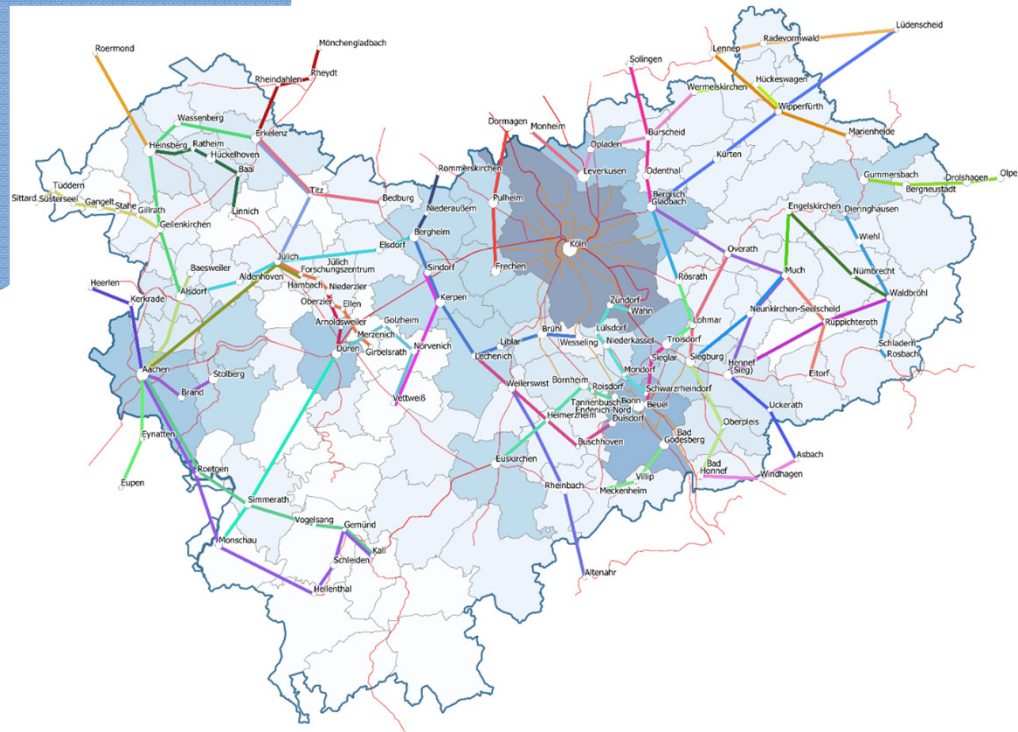 Lüdenscheid
Radevormwald
Lennep
Roermond
Mönchengladbach
Rheydt
Rheindahlen
Solingen
Hückeswagen
Wermelskirchen
Wipperfürth
Wassenberg
Dormagen
Monheim
Burscheid
Marienheide
Erkelenz
Heinsberg
Ratheim
Hückelhoven
Opladen
Kürten
Baal
Rommerskirchen
Leverkusen
Odenthal
Gummersbach
Drolshagen
Olpe
Bergneustadt
Tüddern
Sittard Susterseel
Gangelt
Stahe
Gillrath
Linnich
Titz
Bedburg
Pulheim
Bergisch
Gladbach
Niederaußem
Engelskirchen
Dieringhausen
Geilenkirchen
Bergheim
Elsdorf
Köln
Overath
Wiehl
Jülich
Jülich
Forschungszentrum
Baesweiler
Aldenhoven
Sindorf
Frechen
Rösrath
Much
Nümbrecht
Heerlen
Alsdorf
Hambach
Niederzier
Kerkrade
Oberzier
Ellen
Kerpen
Zündorf
Wahn
Waldbröhl
Neunkirchen-Seelscheid
Arnoldsweiler
Golzheim
Merzenich
Lülsdorf
Lohmar
Ruppichteroth
Düren
Girbelsrath
Nörvenich
Brühl
Liblar
Wesseling
Niederkassel
Troisdorf
Lechenich
Sieglar
Siegburg
Schladern
Rosbach
Aachen
Stolberg
Mondorf
Hennef
(Sieg)
Eitorf
Brand
Vettweiß
Weilerswist
Bornheim
Roisdorf
Schwarzrheindorf
Tannenbusch
Bonn
Beuel
Endenich-Nord
Duisdorf
Uckerath
Heimerzheim
Oberpleis
Eynatten
Buschhoven
Bad
Godesberg
Asbach
Eupen
Roetgen
Euskirchen
Bad
Honnef
Windhagen
Villip
Rheinbach
Meckenheim
Simmerath
Vogelsang
Gemünd
Monschau
Kall
Schleiden
Hellenthal
Altenahr